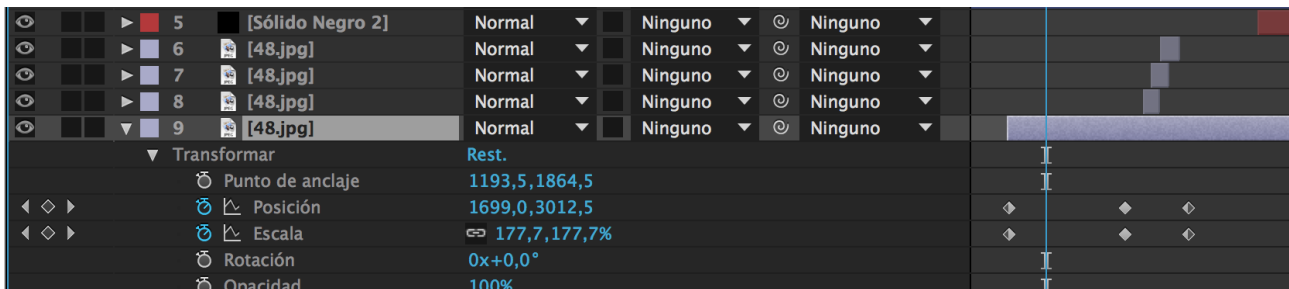 5 [Sólido Negro 2] Normal Ninguno Ninguno
6 [48.jpg] Normal Ninguno Ninguno
7 [48.jpg] Normal Ninguno Ninguno
8 [48.jpg] Normal Ninguno Ninguno
9 [48.jpg] Normal Ninguno Ninguno
Transformar Rest.
Punto de anclaje 1193,5,1864,5
Posición 1699,0,3012,5
Escala 177,7,177,7%
Rotación 0x+0,0°
Opacidad 100%